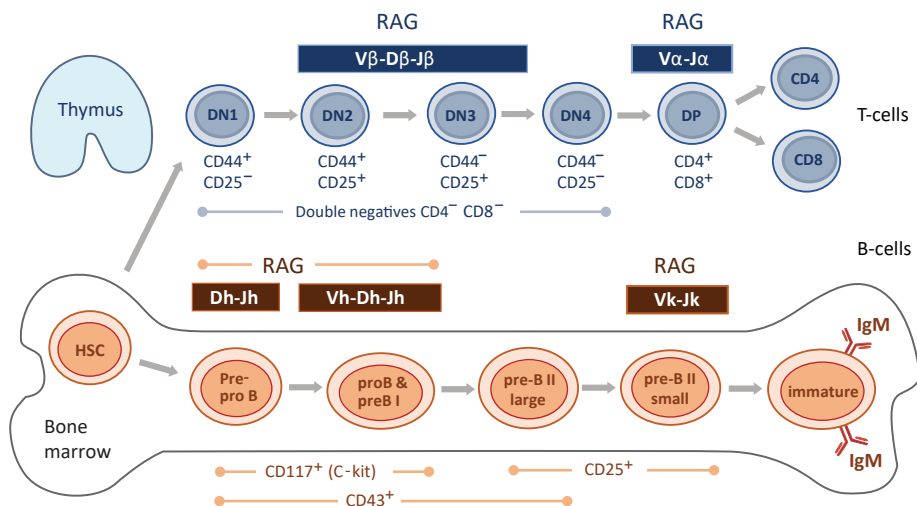 RAG
RAG
Vβ-Dβ-Jβ
Vα-Jα
Thymus
DN1
DN2
DN3
DN4
DP
CD4
CD8
T-cells
CD44⁺
CD25⁻
CD44⁺
CD25⁺
CD44⁻
CD25⁺
CD44⁻
CD25⁻
CD4⁺
CD8⁺
Double negatives CD4⁻ CD8⁻
B-cells
RAG
RAG
Dh-Jh
Vh-Dh-Jh
Vk-Jk
HSC
Pre-
pro B
proB &
preB I
pre-B II
large
pre-B II
small
immature
IgM
IgM
Bone
marrow
CD117⁺ (C-kit)
CD25⁺
CD43⁺